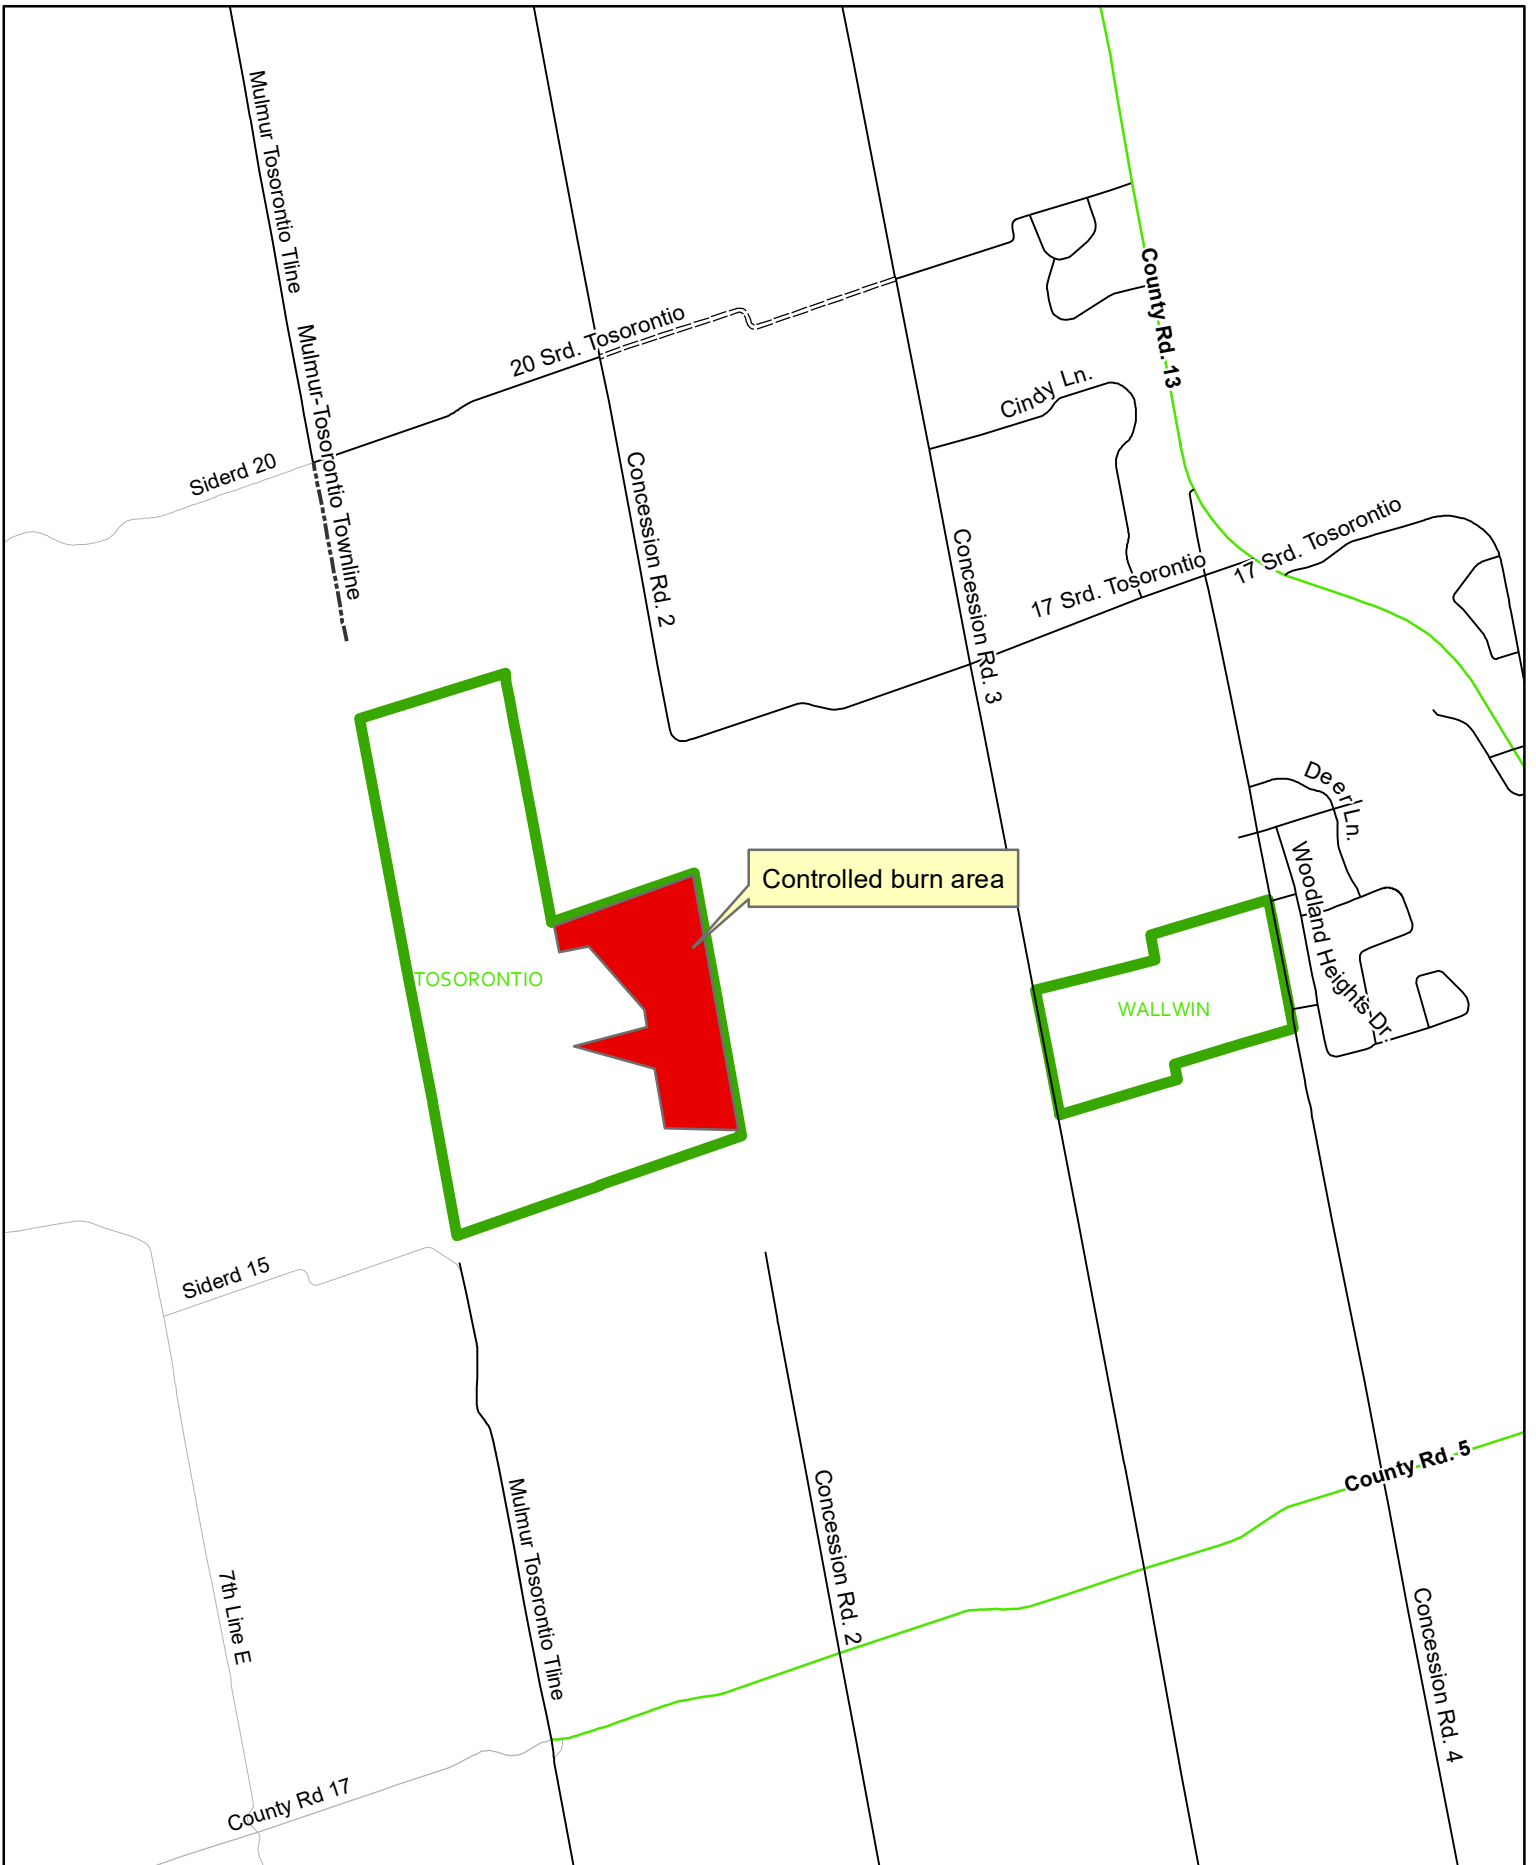 Mulmur Tosorontio Tline
County Rd. 13
20 Srd. Tosorontio
Mulmur-Tosorontio Townline
Cindy Ln.
Siderd 20
Concession Rd. 2
17 Srd. Tosorontio
17 Srd. Tosorontio
Concession Rd. 3
Deer Ln.
Controlled burn area
Woodland Heights Dr.
TOSORONTIO
WALLWIN
Siderd 15
County Rd. 5
Concession Rd. 2
Mulmur Tosorontio Tline
7th Line E
Concession Rd. 4
County Rd 17